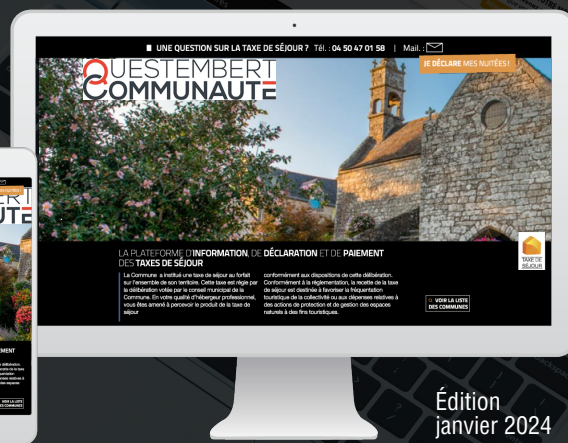 UNE QUESTION SUR LA TAXE DE SÉJOUR ? Tél. : 04 50 47 01 58 | Mail. :
JE DÉCLARE MES NUITÉES !
QUESTEMBERT
COMMUNAUTÉ
LA PLATEFORME D'INFORMATION, DE DÉCLARATION ET DE PAIEMENT
DES TAXES DE SÉJOUR
La Commune a institué une taxe de séjour au forfait
sur l'ensemble de son territoire. Cette taxe est régie par
la délibération votée par le conseil municipal de la
Commune. En votre qualité d'hébergeur professionnel,
vous êtes amené à percevoir le produit de la taxe de
séjour
conformément aux dispositions de cette délibération.
Conformément à la réglementation, la recette de la taxe
de séjour est destinée à favoriser la fréquentation
touristique de la collectivité ou aux dépenses relatives à
des actions de protection et de gestion des espaces
naturels à des fins touristiques.
VOIR LA LISTE
DES COMMUNES
TAXE DE
SÉJOUR
Édition
janvier 2024